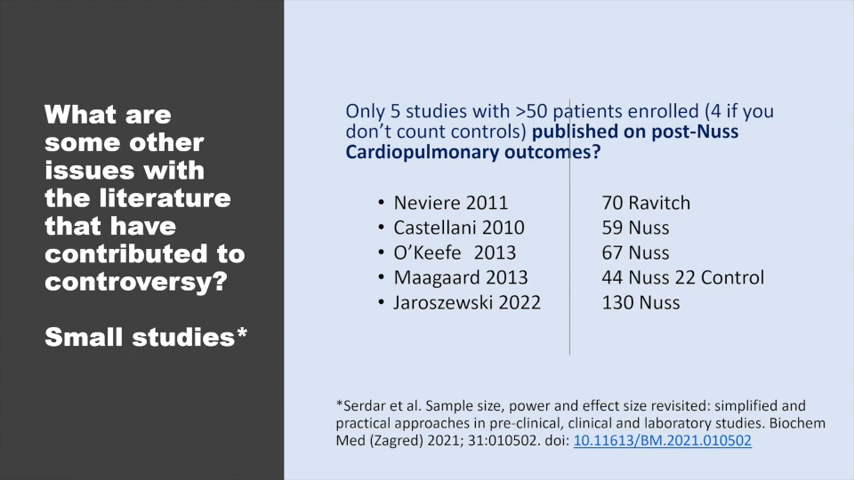 What are
some other
issues with
the literature
that have
contributed to
controversy?
Small studies*
Only 5 studies with >50 patients enrolled (4 if you
don't count controls) published on post-Nuss
Cardiopulmonary outcomes?
• Neviere 2011 70 Ravitch
• Castellani 2010 59 Nuss
• O'Keefe 2013 67 Nuss
• Maagaard 2013 44 Nuss 22 Control
• Jaroszewski 2022 130 Nuss
*Serdar et al. Sample size, power and effect size revisited: simplified and
practical approaches in pre-clinical, clinical and laboratory studies. Biochem
Med (Zagred) 2021; 31:010502. doi: 10.11613/BM.2021.010502